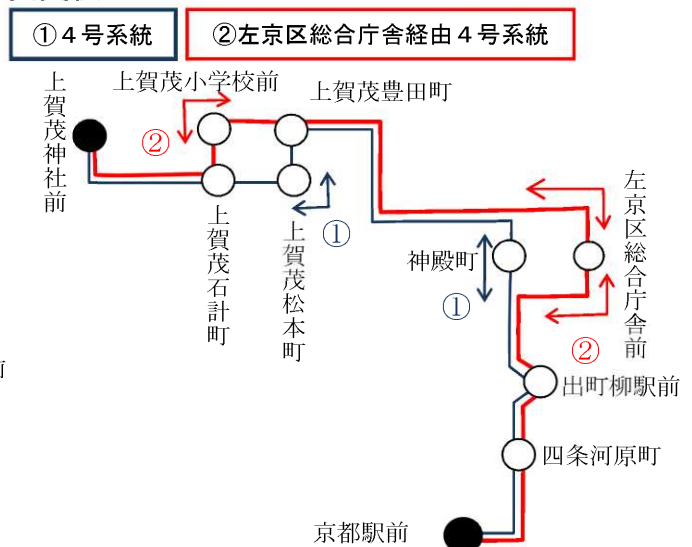 ①４号系統
②左京区総合庁舎経由４号系統
上賀茂小学校前
上賀茂豊田町
上賀茂神社前
②
上賀茂石計町
上賀茂松本町
①
神殿町
①
左京区総合庁舎前
②
前
出町柳駅前
四条河原町
京都駅前